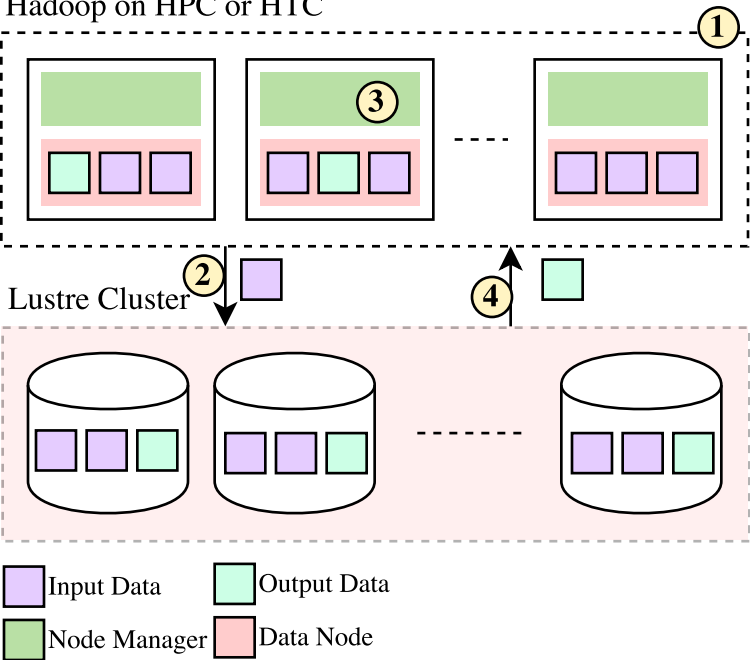 Hadoop on HPC or HTC
1
3
2
4
Lustre Cluster
Input Data
Output Data
Node Manager
Data Node